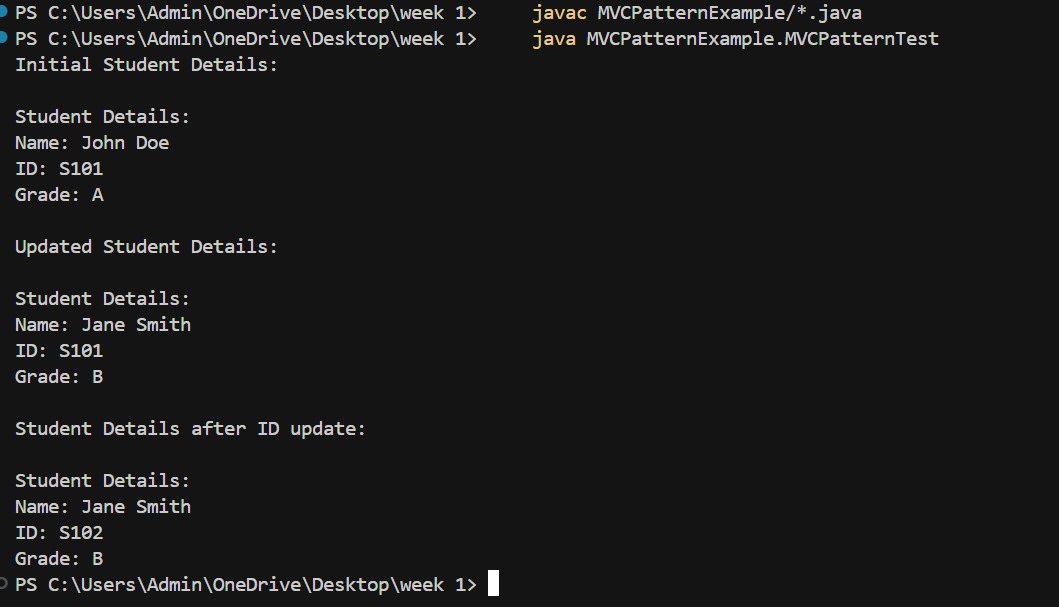 PS C:\Users\Admin\OneDrive\Desktop\week 1>     javac MVCPatternExample/*.java
PS C:\Users\Admin\OneDrive\Desktop\week 1>     java MVCPatternExample.MVCPatternTest
Initial Student Details:

Student Details:
Name: John Doe
ID: S101
Grade: A

Updated Student Details:

Student Details:
Name: Jane Smith
ID: S101
Grade: B

Student Details after ID update:

Student Details:
Name: Jane Smith
ID: S102
Grade: B
PS C:\Users\Admin\OneDrive\Desktop\week 1>